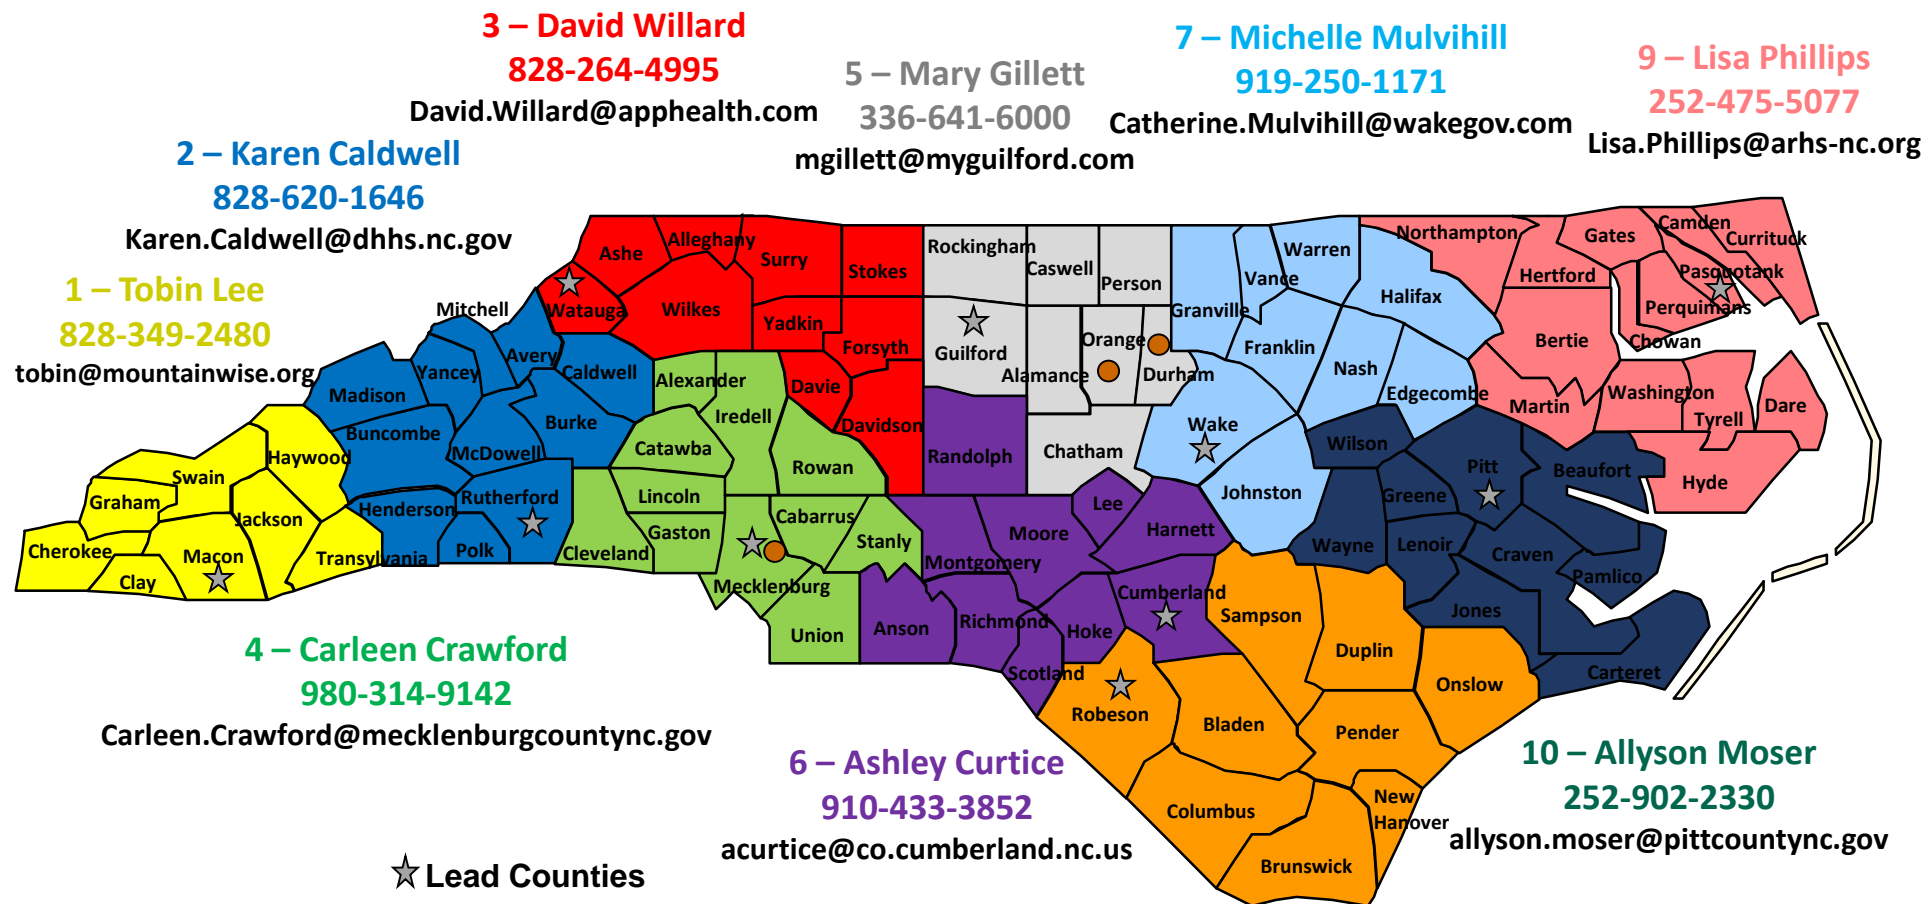 3 – David Willard
828-264-4995
David.Willard@apphealth.com
7 – Michelle Mulvihill
919-250-1171
Catherine.Mulvihill@wakegov.com
9 – Lisa Phillips
252-475-5077
Lisa.Phillips@arhs-nc.org
5 – Mary Gillett
336-641-6000
mgillett@myguilford.com
2 – Karen Caldwell
828-620-1646
Karen.Caldwell@dhhs.nc.gov
1 – Tobin Lee
828-349-2480
tobin@mountainwise.org
Ashe
Alleghany
Surry
Stokes
Rockingham
Caswell
Person
Granville
Vance
Warren
Halifax
Northampton
Hertford
Gates
Camden
Currituck
Pasquotank
Perquimans
Chowan
Bertie
Mitchell
Watauga
Wilkes
Yadkin
Forsyth
Guilford
Alamance
Orange
Durham
Franklin
Nash
Edgecombe
Martin
Washington
Tyrell
Dare
Madison
Yancey
Avery
Caldwell
Alexander
Iredell
Davie
Davidson
Randolph
Chatham
Wake
Wilson
Pitt
Beaufort
Hyde
Buncombe
McDowell
Burke
Catawba
Rowan
Swain
Haywood
Graham
Jackson
Cherokee
Clay
Macon
Transylvania
Henderson
Polk
Rutherford
Cleveland
Lincoln
Gaston
Cabarrus
Stanly
Mecklenburg
Union
Anson
Montgomery
Moore
Lee
Harnett
Johnston
Greene
Wayne
Lenoir
Craven
Pamlico
Jones
Carteret
Richmond
Scotland
Hoke
Cumberland
Sampson
Duplin
Onslow
Robeson
Bladen
Pender
Columbus
New
Hanover
Brunswick
4 – Carleen Crawford
980-314-9142
Carleen.Crawford@mecklenburgcountync.gov
6 – Ashley Curtice
910-433-3852
acurtice@co.cumberland.nc.us
10 – Allyson Moser
252-902-2330
allyson.moser@pittcountync.gov
Lead Counties